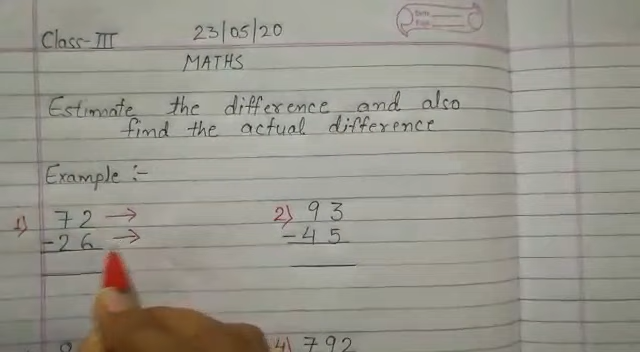 Class-III 23/05/20
MATHS
Estimate the difference and also
find the actual difference
Example :-
1) 72 → 2) 93
-26 → -45
4) 792